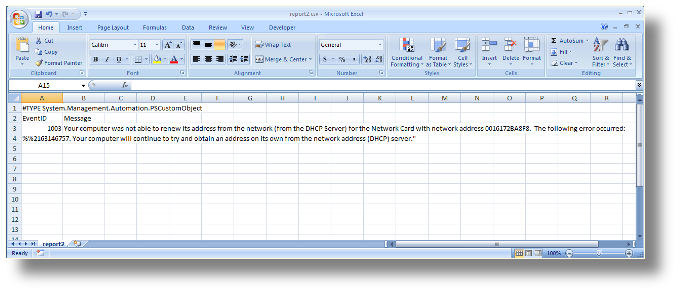 report2.csv - Microsoft Excel
Home Insert Page Layout Formulas Data Review View Developer
Cut
Copy
Format Painter
Paste
Clipboard
Calibri 11
B I U
Font
Wrap Text
Merge & Center
Alignment
General
$ % ,
Number
Conditional Formatting
Format as Table
Cell Styles
Styles
Insert Delete Format
Cells
AutoSum
Fill
Clear
Sort & Filter
Find & Select
Editing
A15
A B C D E F G H I J K L M N O P Q R
1 #TYPE System.Management.Automation.PSCustomObject
2 EventID Message
3 1003 Your computer was not able to renew its address from the network (from the DHCP Server) for the Network Card with network address 0016172BA8F8. The following error occurred:
4 %%2163146757. Your computer will continue to try and obtain an address on its own from the network address (DHCP) server."
5
6
7
8
9
10
11
12
13
14
report2
Ready
100%